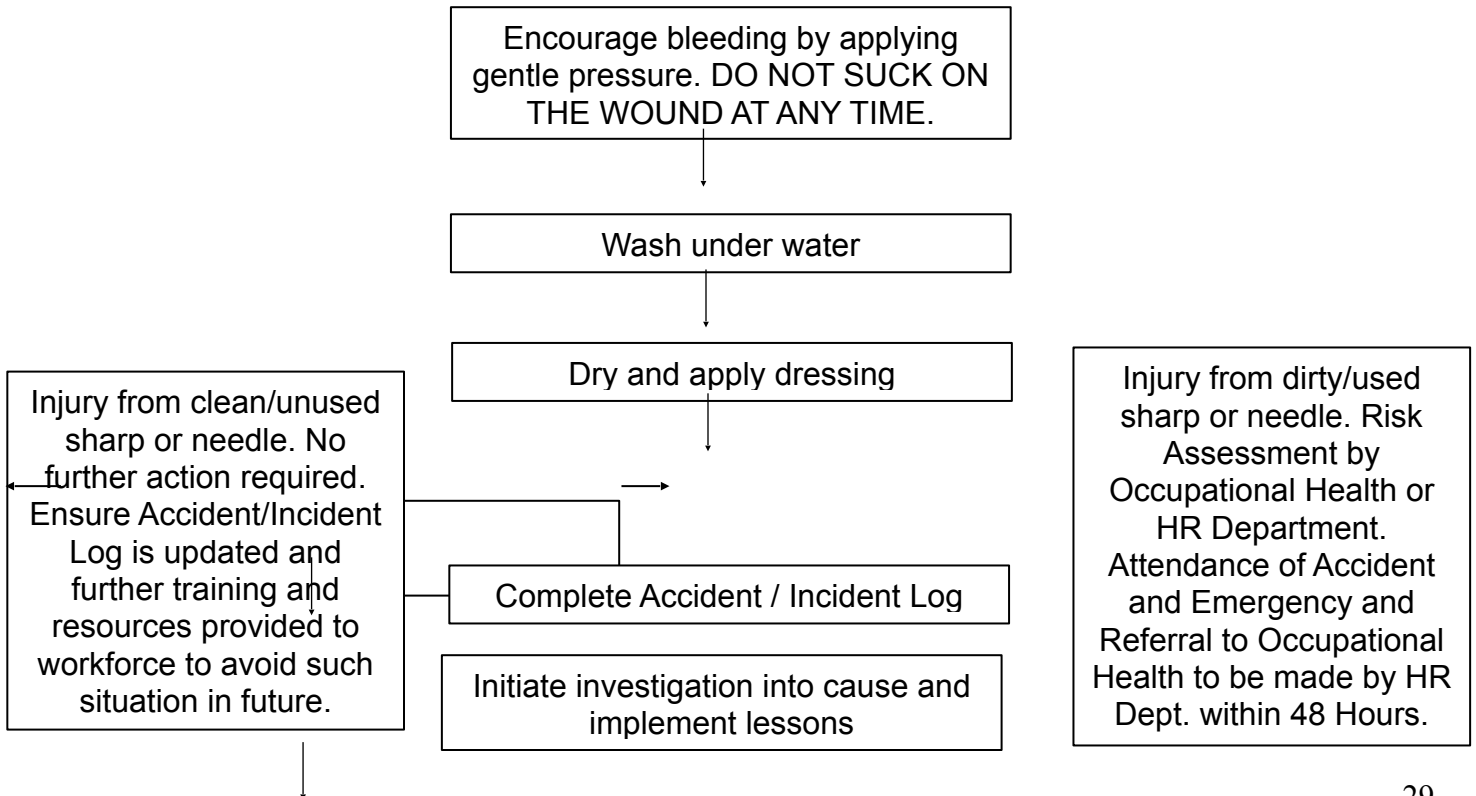 Encourage bleeding by applying
gentle pressure. DO NOT SUCK ON
THE WOUND AT ANY TIME.
Wash under water
Dry and apply dressing
Injury from clean/unused
sharp or needle. No
further action required.
Ensure Accident/Incident
Log is updated and
further training and
resources provided to
workforce to avoid such
situation in future.
Complete Accident / Incident Log
Initiate investigation into cause and
implement lessons
Injury from dirty/used
sharp or needle. Risk
Assessment by
Occupational Health or
HR Department.
Attendance of Accident
and Emergency and
Referral to Occupational
Health to be made by HR
Dept. within 48 Hours.
29